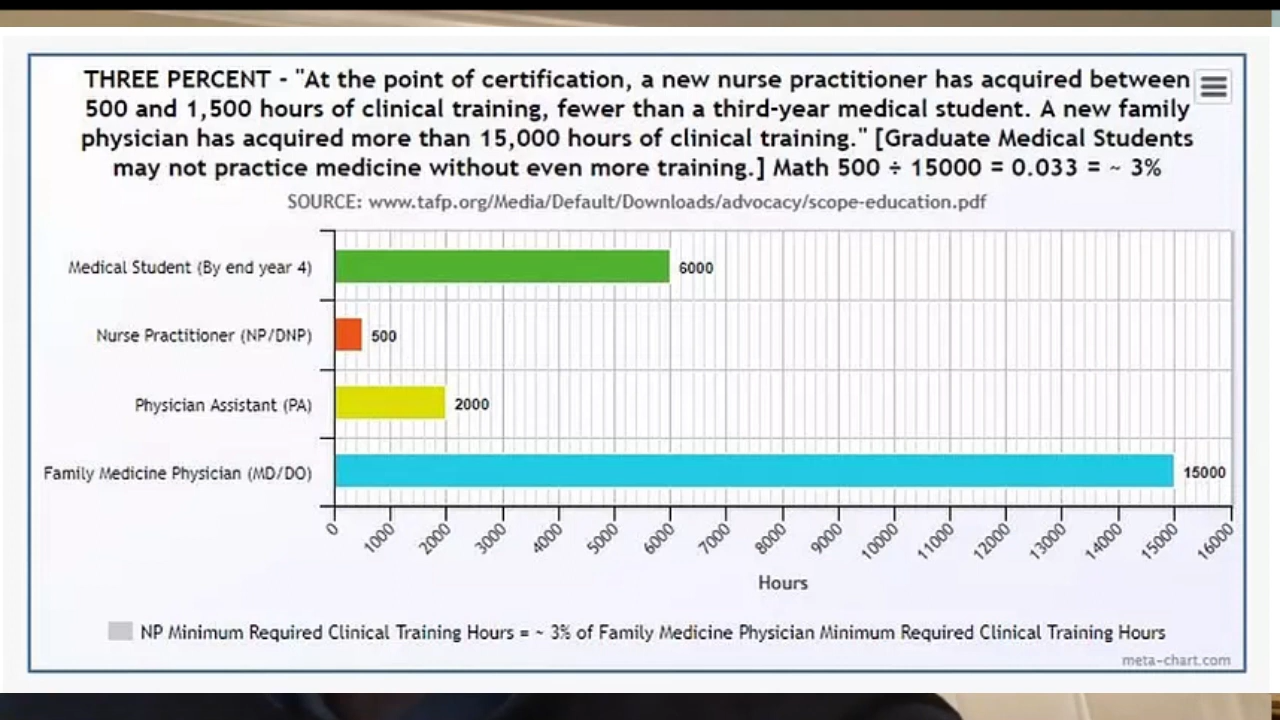 THREE PERCENT - "At the point of certification, a new nurse practitioner has acquired between
500 and 1,500 hours of clinical training, fewer than a third-year medical student. A new family
physician has acquired more than 15,000 hours of clinical training." [Graduate Medical Students
may not practice medicine without even more training.] Math 500 ÷ 15000 = 0.033 = ~ 3%
SOURCE: www.tafp.org/Media/Default/Downloads/advocacy/scope-education.pdf
Medical Student (By end year 4)
6000
Nurse Practitioner (NP/DNP)
500
Physician Assistant (PA)
2000
Family Medicine Physician (MD/DO)
15000
0 1000 2000 3000 4000 5000 6000 7000 8000 9000 10000 11000 12000 13000 14000 15000 16000
Hours
NP Minimum Required Clinical Training Hours = ~ 3% of Family Medicine Physician Minimum Required Clinical Training Hours
meta-chart.com